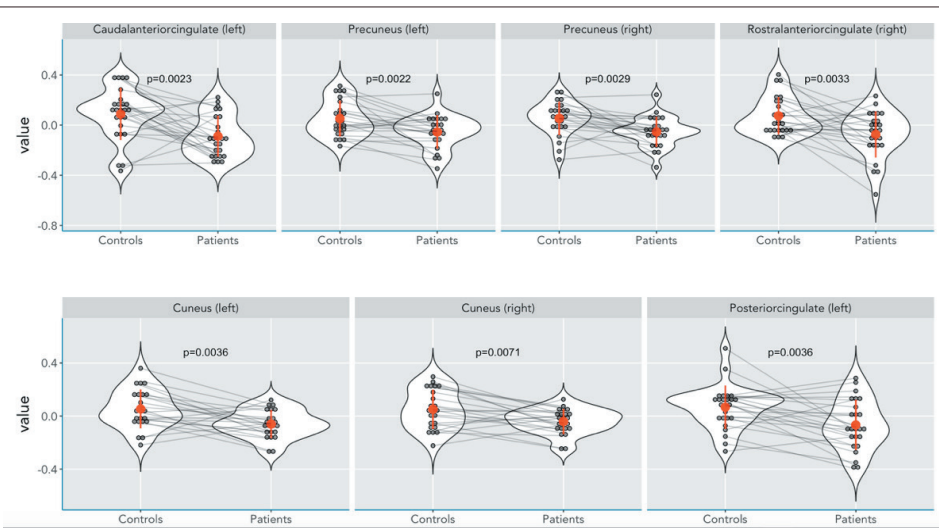 Caudalanteriorcingulate (left) Precuneus (left) Precuneus (right) Rostralanteriorcingulate (right)
p=0.0023 p=0.0022 p=0.0029 p=0.0033
0.4
0.0
-0.4
-0.8
value
Controls Patients Controls Patients Controls Patients Controls Patients
Cuneus (left) Cuneus (right) Posteriorcingulate (left)
p=0.0036 p=0.0071 p=0.0036
0.4
0.0
-0.4
value
Controls Patients Controls Patients Controls Patients